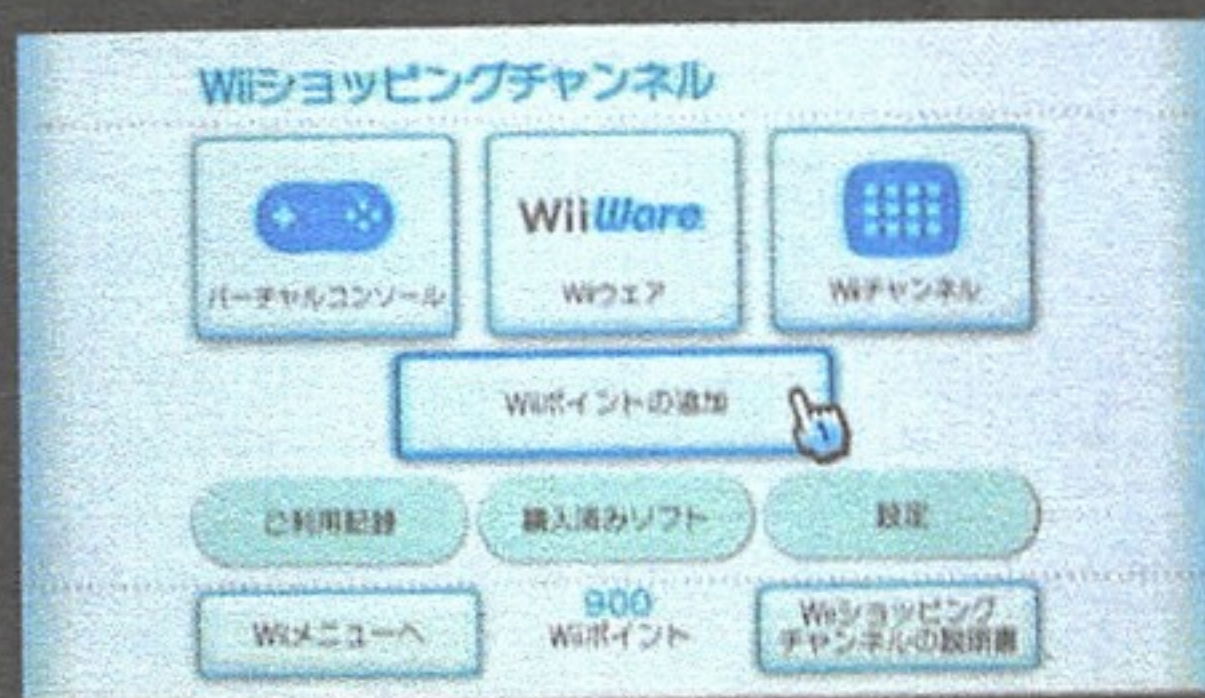 Wiiショッピングチャンネル
WiiWare
バーチャルコンソール
Wiiウェア
Wiiチャンネル
Wiiポイントの追加
1
ご利用記録
購入済みソフト
設定
Wiiメニューへ
900
Wiiポイント
Wiiショッピング
チャンネルの説明書